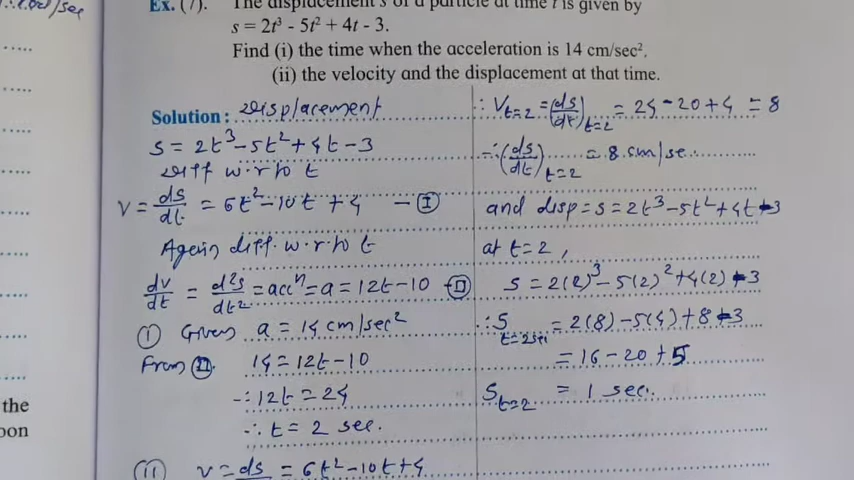 Ex. (7). The displacement s of a particle at time t is given by
s = 2t³ - 5t² + 4t - 3.
Find (i) the time when the acceleration is 14 cm/sec²,
(ii) the velocity and the displacement at that time.
Solution : Displacement
s = 2t³ - 5t² + 4t - 3
Diff w.r.to t
v = ds/dt = 6t² - 10t + 4 — I
Again diff. w.r.to t
dv/dt = d²s/dt² = accⁿ = a = 12t - 10 — II
(i) Given a = 14 cm/sec²
From II. 14 = 12t - 10
∴ 12t = 24
∴ t = 2 sec.
(ii) v = ds = 6t² - 10t + 4
∴ V t=2 = (ds/dt) t=2 = 24 - 20 + 4 = 8
∴ (ds/dt) t=2 = 8 cm/se
and disp = s = 2t³ - 5t² + 4t - 3
at t = 2,
s = 2(2)³ - 5(2)² + 4(2) - 3
∴ S t=2sec = 2(8) - 5(4) + 8 - 3
= 16 - 20 + 5
S t=2 = 1 sec.
the
oon